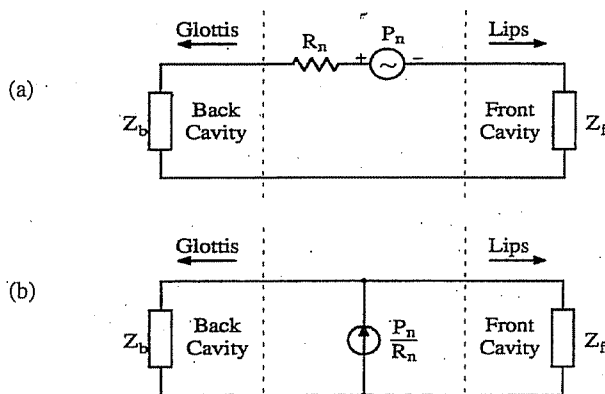 Glottis
R_n
P_n
Lips
+
−
~
(a)
Z_b
Back
Cavity
Front
Cavity
Z_f
Glottis
Lips
(b)
Z_b
Back
Cavity
P_n
R_n
Front
Cavity
Z_f